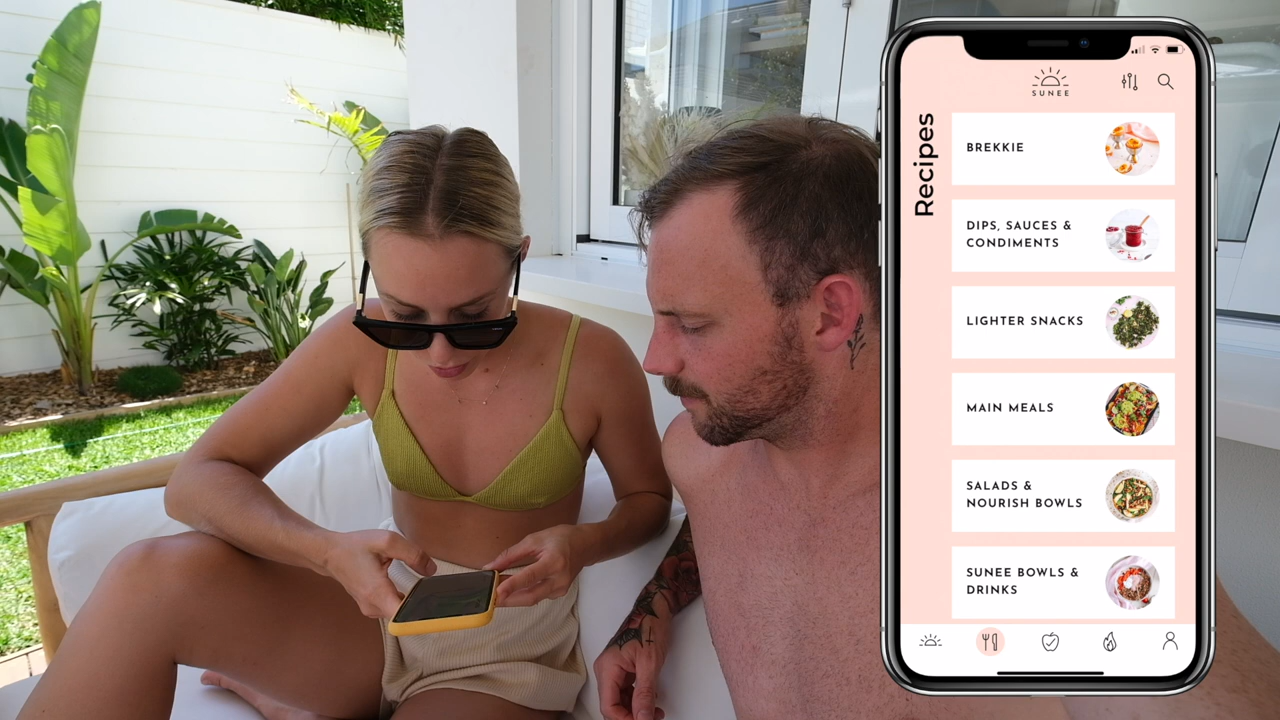 SUNEE
Recipes
BREKKIE
DIPS, SAUCES &
CONDIMENTS
LIGHTER SNACKS
MAIN MEALS
SALADS &
NOURISH BOWLS
SUNEE BOWLS &
DRINKS